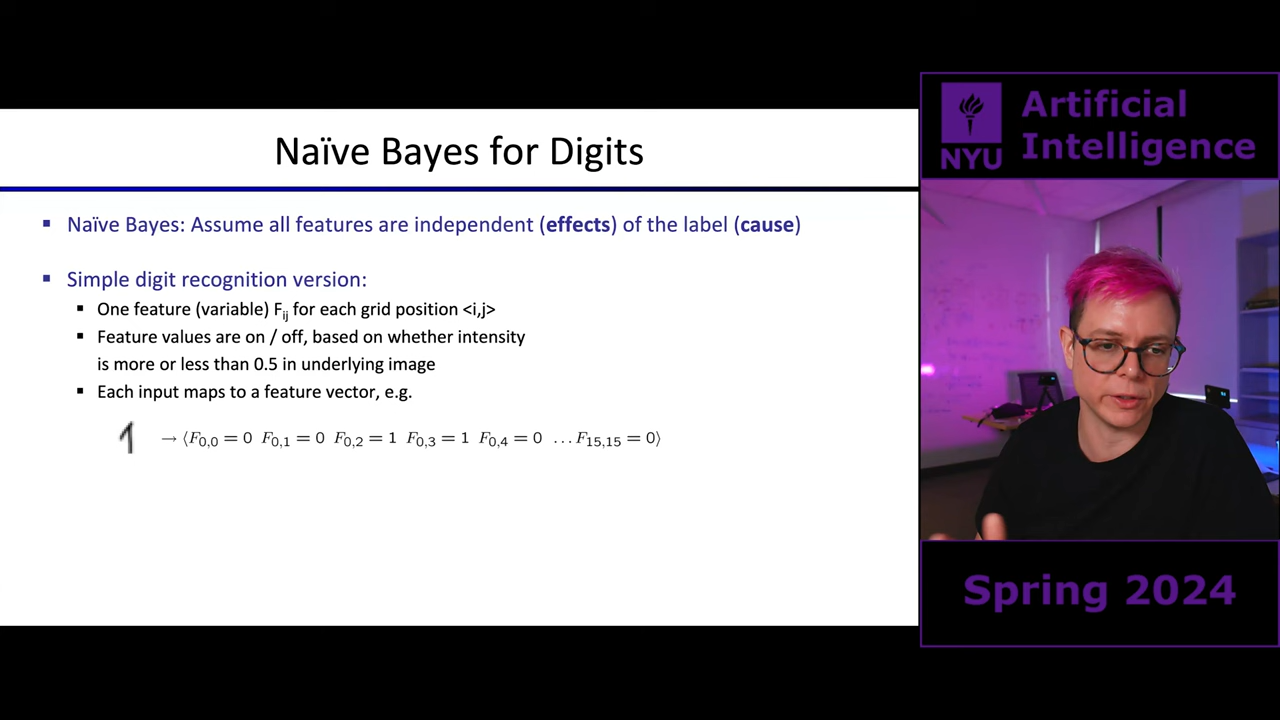 Naïve Bayes for Digits
▪ Naïve Bayes: Assume all features are independent (effects) of the label (cause)
▪ Simple digit recognition version:
▪ One feature (variable) Fij for each grid position <i,j>
▪ Feature values are on / off, based on whether intensity
is more or less than 0.5 in underlying image
▪ Each input maps to a feature vector, e.g.
1 → ⟨F0,0 = 0 F0,1 = 0 F0,2 = 1 F0,3 = 1 F0,4 = 0 …F15,15 = 0⟩
NYU
Artificial
Intelligence
Spring 2024